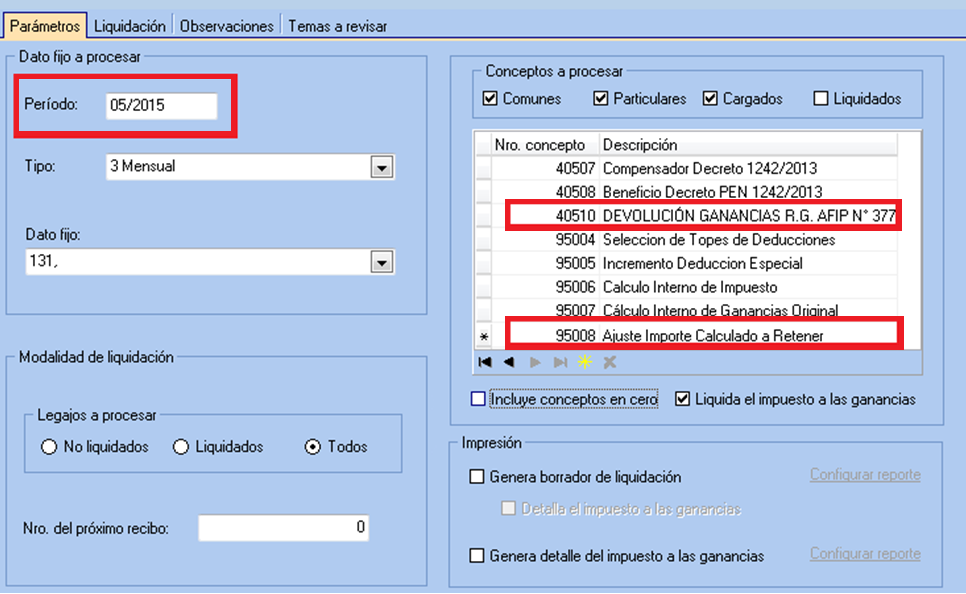 Parámetros Liquidación Observaciones Temas a revisar
Dato fijo a procesar
Período: 05/2015
Tipo: 3 Mensual
Dato fijo:
131,
Modalidad de liquidación
Legajos a procesar
No liquidados Liquidados Todos
Nro. del próximo recibo: 0
Conceptos a procesar
Comunes Particulares Cargados Liquidados
Nro. concepto Descripción
40507 Compensador Decreto 1242/2013
40508 Beneficio Decreto PEN 1242/2013
40510 DEVOLUCIÓN GANANCIAS R.G. AFIP N° 377
95004 Seleccion de Topes de Deducciones
95005 Incremento Deduccion Especial
95006 Calculo Interno de Impuesto
95007 Cálculo Interno de Ganancias Original
95008 Ajuste Importe Calculado a Retener
Incluye conceptos en cero Liquida el impuesto a las ganancias
Impresión
Genera borrador de liquidación Configurar reporte
Detalla el impuesto a las ganancias
Genera detalle del impuesto a las ganancias Configurar reporte